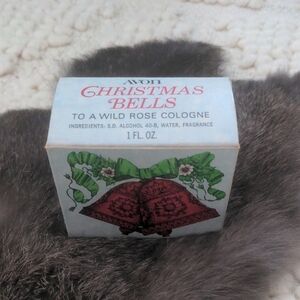 AVON
CHRISTMAS
BELLS
TO A WILD ROSE COLOGNE
INGREDIENTS: S.D. ALCOHOL 40-B, WATER, FRAGRANCE
1 FL. OZ.